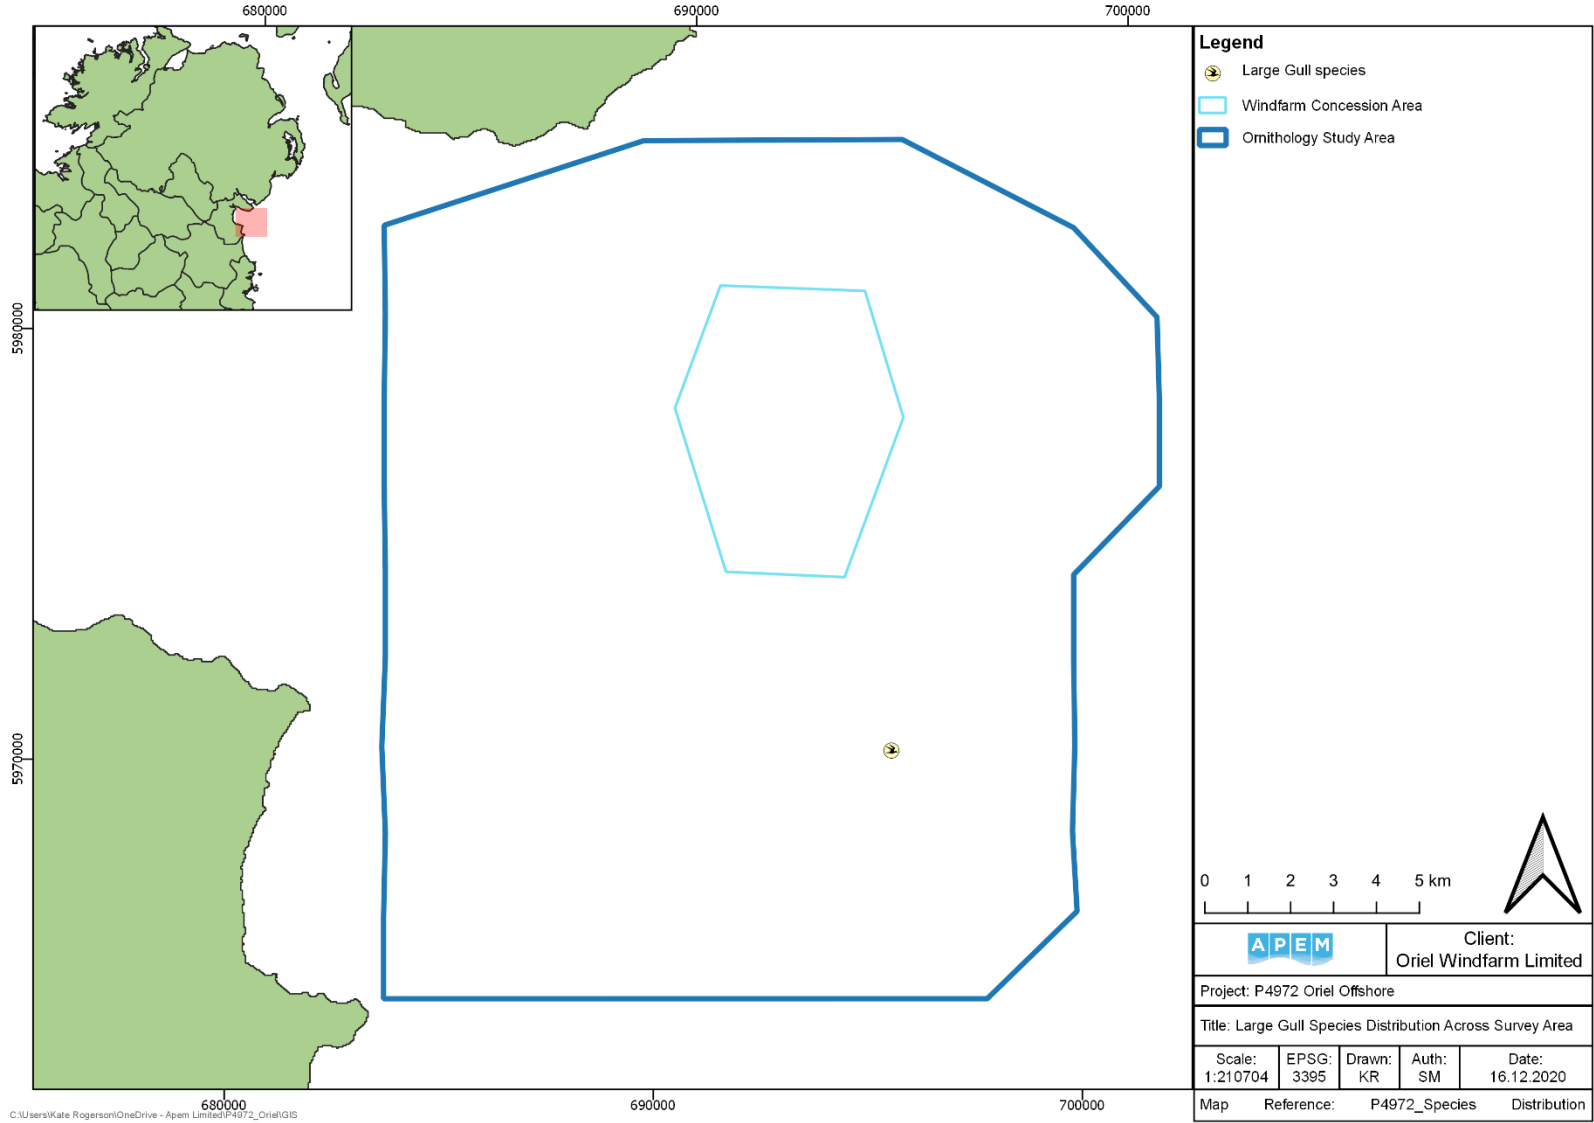 680000 690000 700000
Legend
Large Gull species
Windfarm Concession Area
Ornithology Study Area
5980000
5970000
0 1 2 3 4 5 km
APEM
Client:
Oriel Windfarm Limited
Project: P4972 Oriel Offshore
Title: Large Gull Species Distribution Across Survey Area
Scale: EPSG: Drawn: Auth: Date:
1:210704 3395 KR SM 16.12.2020
Map Reference: P4972_Species Distribution
680000 690000 700000
C:\Users\Kate Rogerson\OneDrive - Apem Limited\P4972_Oriel\GIS